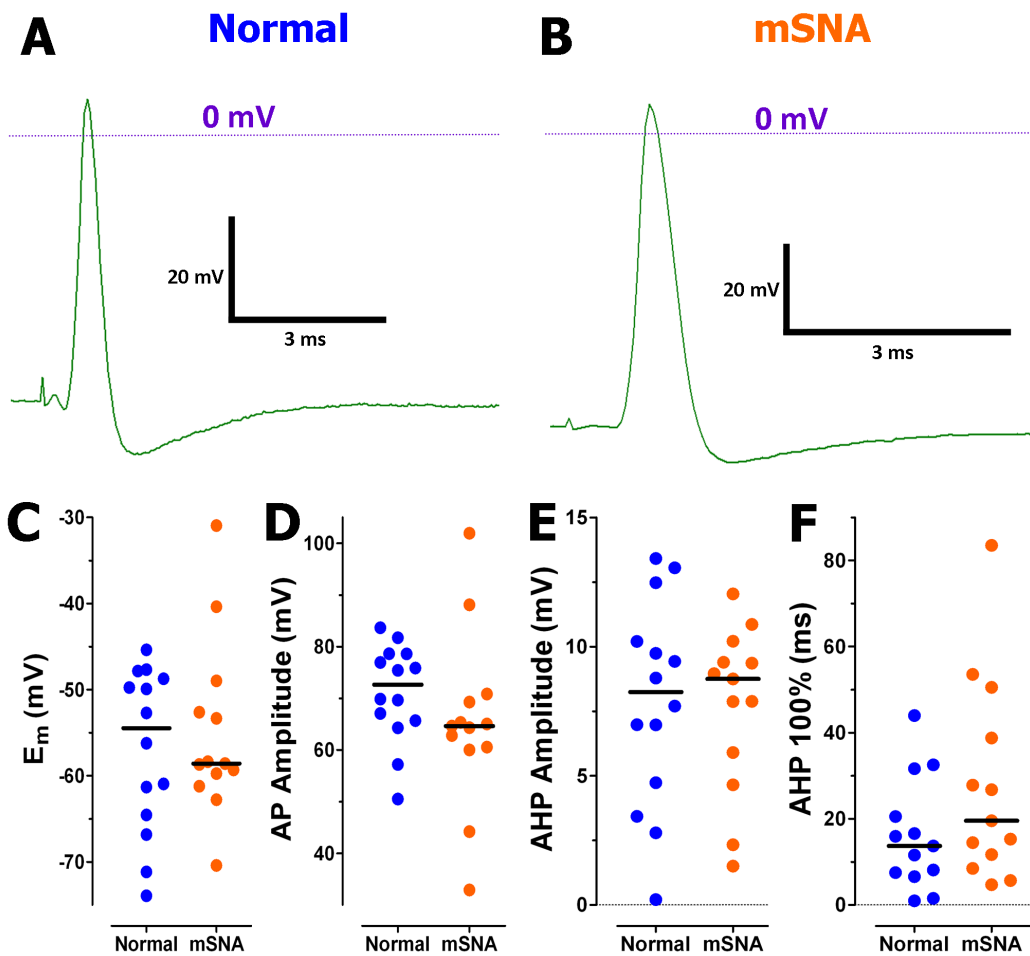 A
Normal
B
mSNA
0 mV
0 mV
20 mV
3 ms
20 mV
3 ms
C
Em (mV)
-30
-40
-50
-60
-70
Normal
mSNA
D
AP Amplitude (mV)
100
80
60
40
Normal
mSNA
E
AHP Amplitude (mV)
15
10
5
0
Normal
mSNA
F
AHP 100% (ms)
80
60
40
20
0
Normal
mSNA